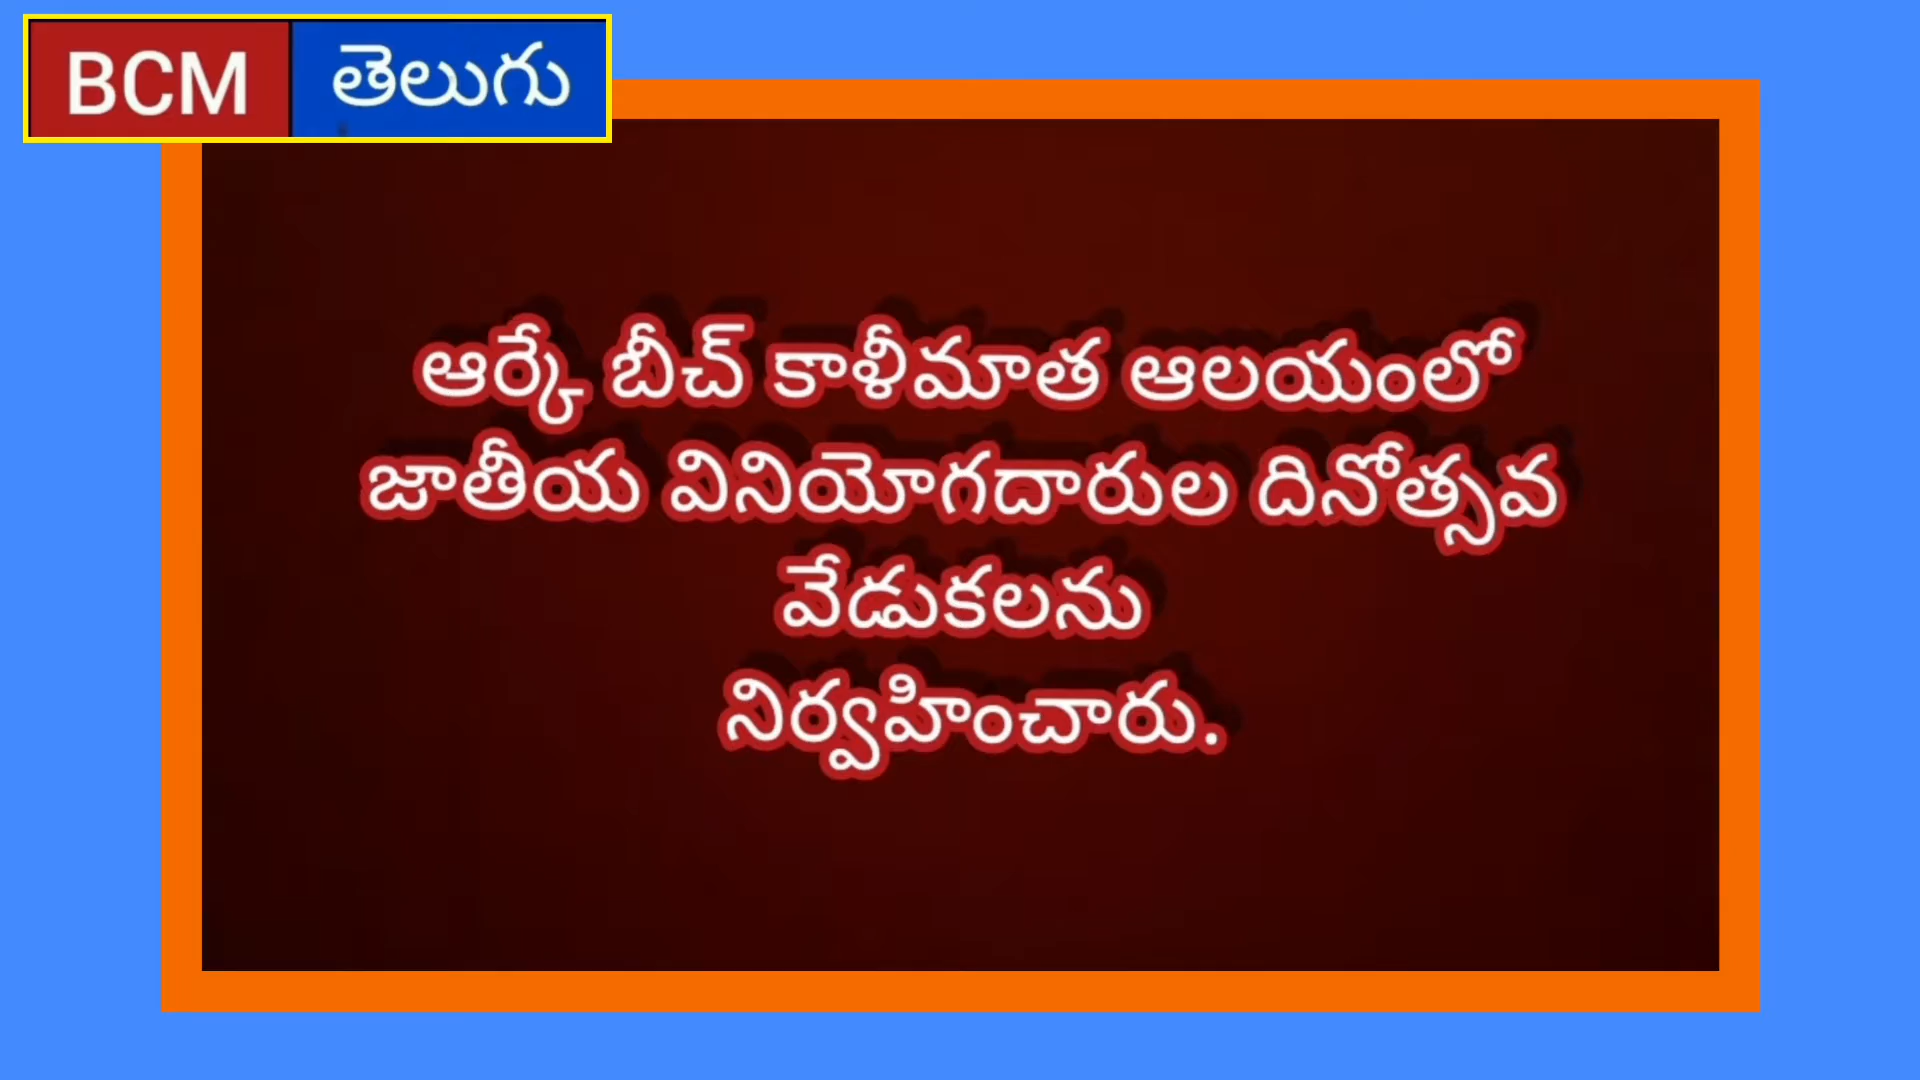 BCM తెలుగు
ఆర్కే బీచ్ కాళీమాత ఆలయంలో
జాతీయ వినియోగదారుల దినోత్సవ
వేడుకలను
నిర్వహించారు.